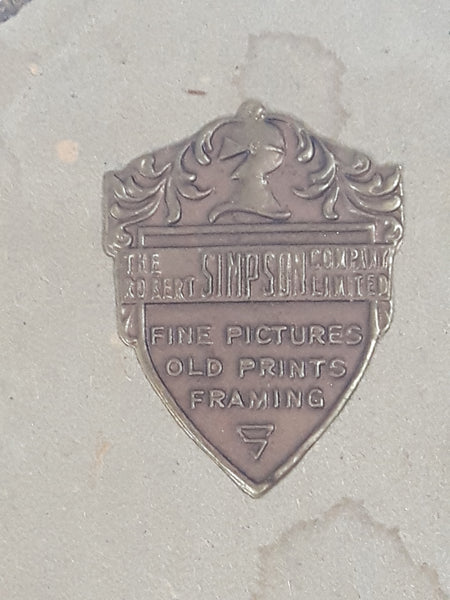 THE ROBERT SIMPSON COMPANY LIMITED
FINE PICTURES
OLD PRINTS
FRAMING